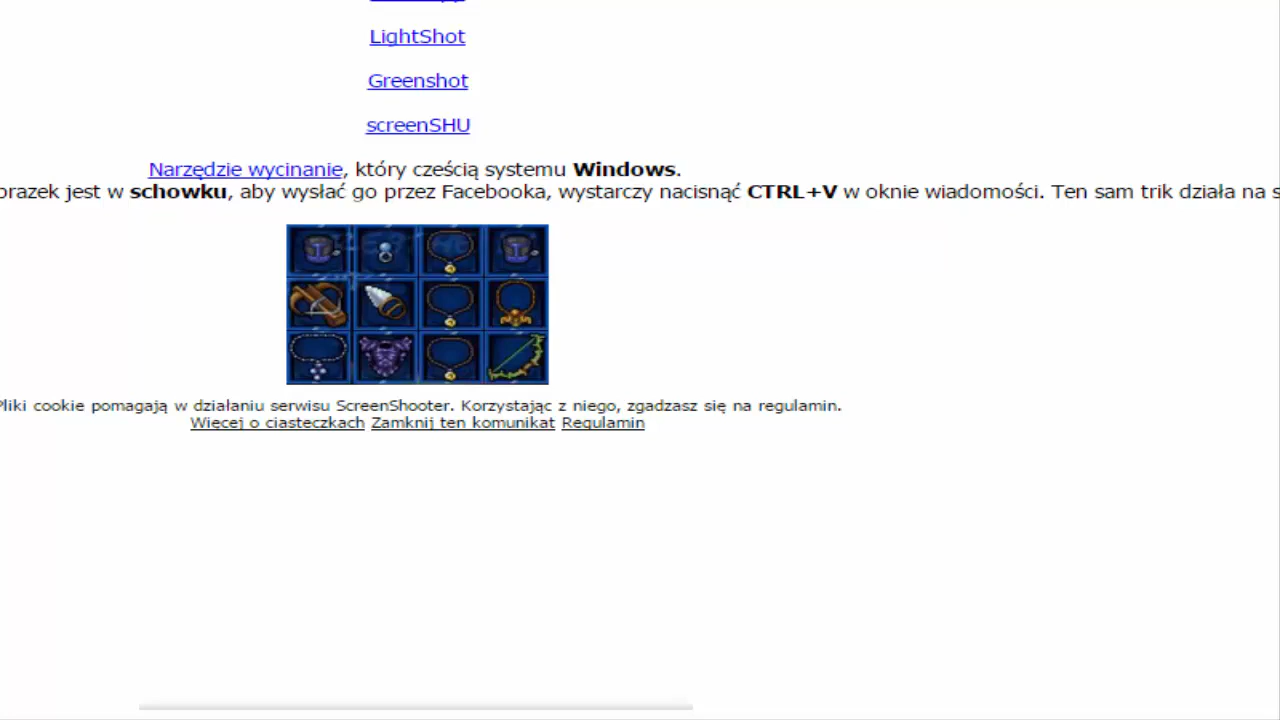 LightShot
Greenshot
screenSHU
Narzędzie wycinanie, który cześcią systemu Windows.
jest w schowku, aby wysłać go przez Facebooka, wystarczy nacisnąć CTRL+V w oknie wiadomości. Ten sam trik działa na
Pliki cookie pomagają w działaniu serwisu ScreenShooter. Korzystając z niego, zgadzasz się na regulamin.
Więcej o ciasteczkach Zamknij ten komunikat Regulamin